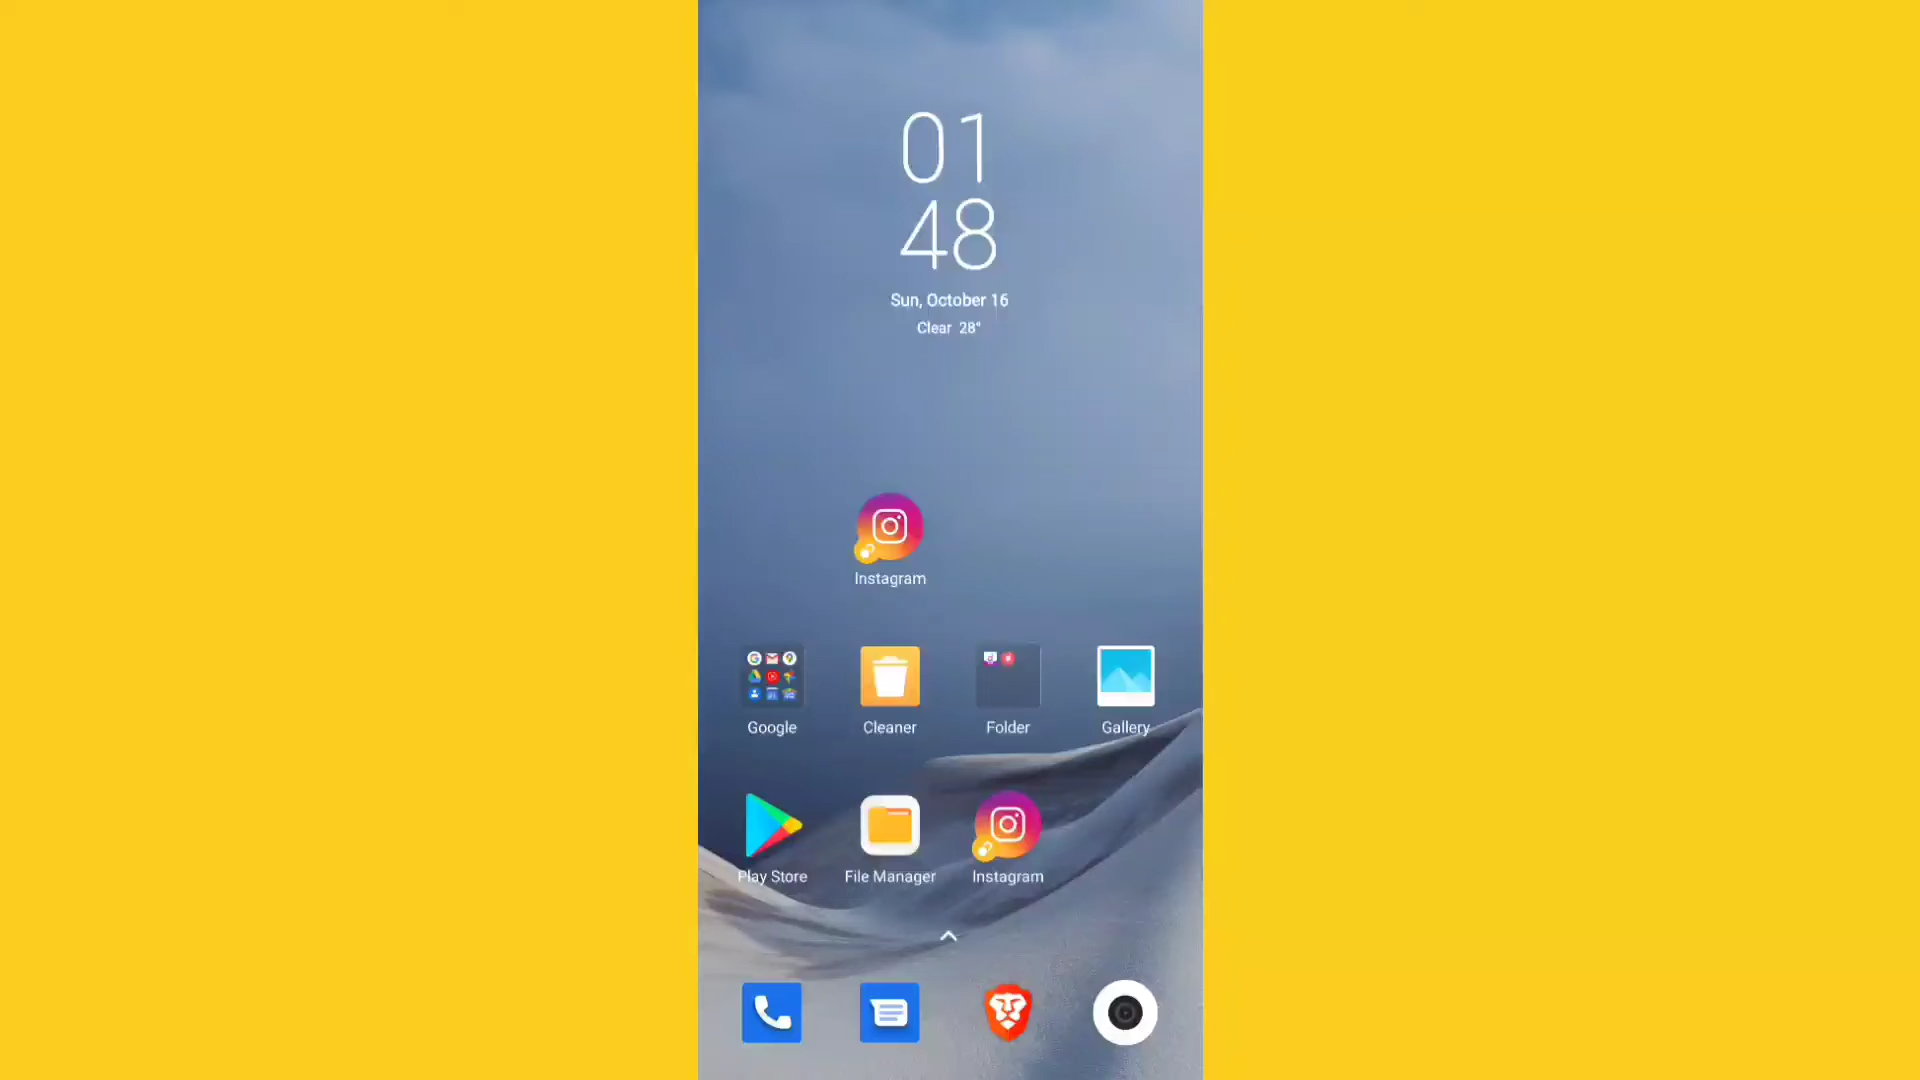 01
48
Sun, October 16
Clear 28°
Instagram
Google
Cleaner
Folder
Gallery
Play Store
File Manager
Instagram